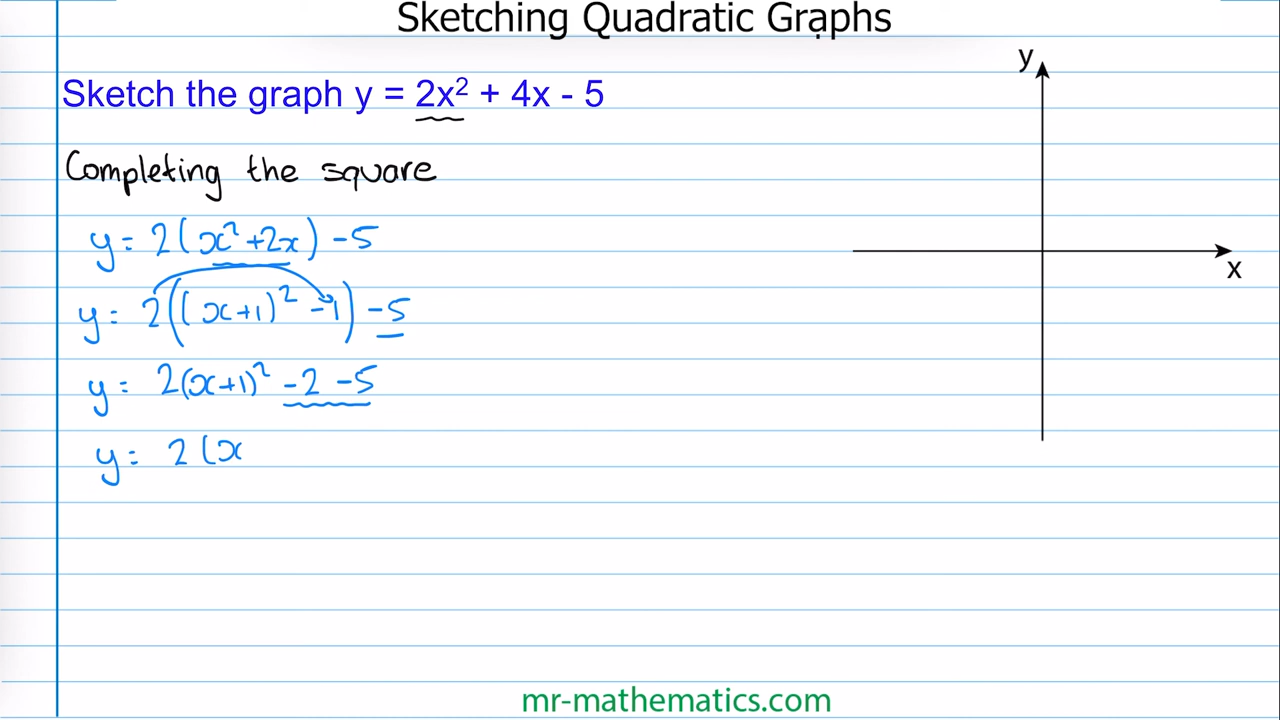 Sketching Quadratic Graphs
Sketch the graph y = 2x² + 4x - 5
Completing the square
y = 2(x² + 2x) - 5
y = 2((x+1)² - 1) - 5
y = 2(x+1)² - 2 - 5
y = 2(x
y
x
mr-mathematics.com